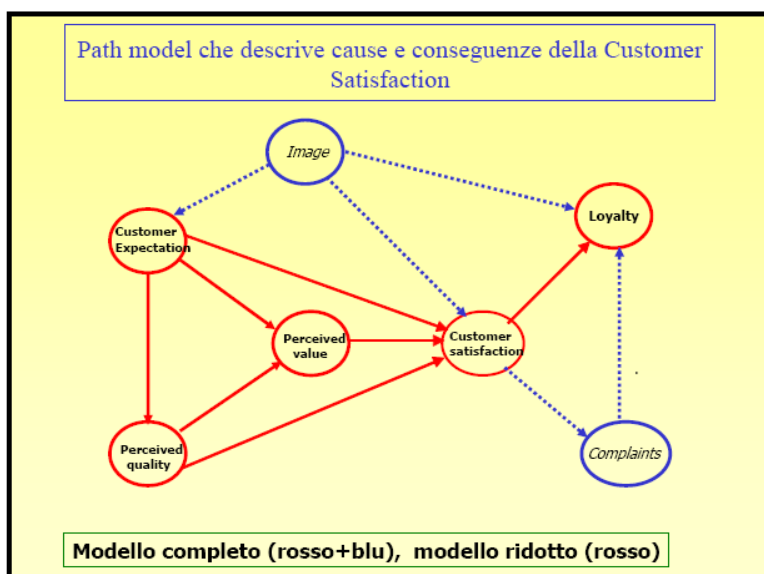 Path model che descrive cause e conseguenze della Customer
Satisfaction
Image
Loyalty
Customer
Expectation
Perceived
value
Customer
satisfaction
Perceived
quality
Complaints
Modello completo (rosso+blu), modello ridotto (rosso)